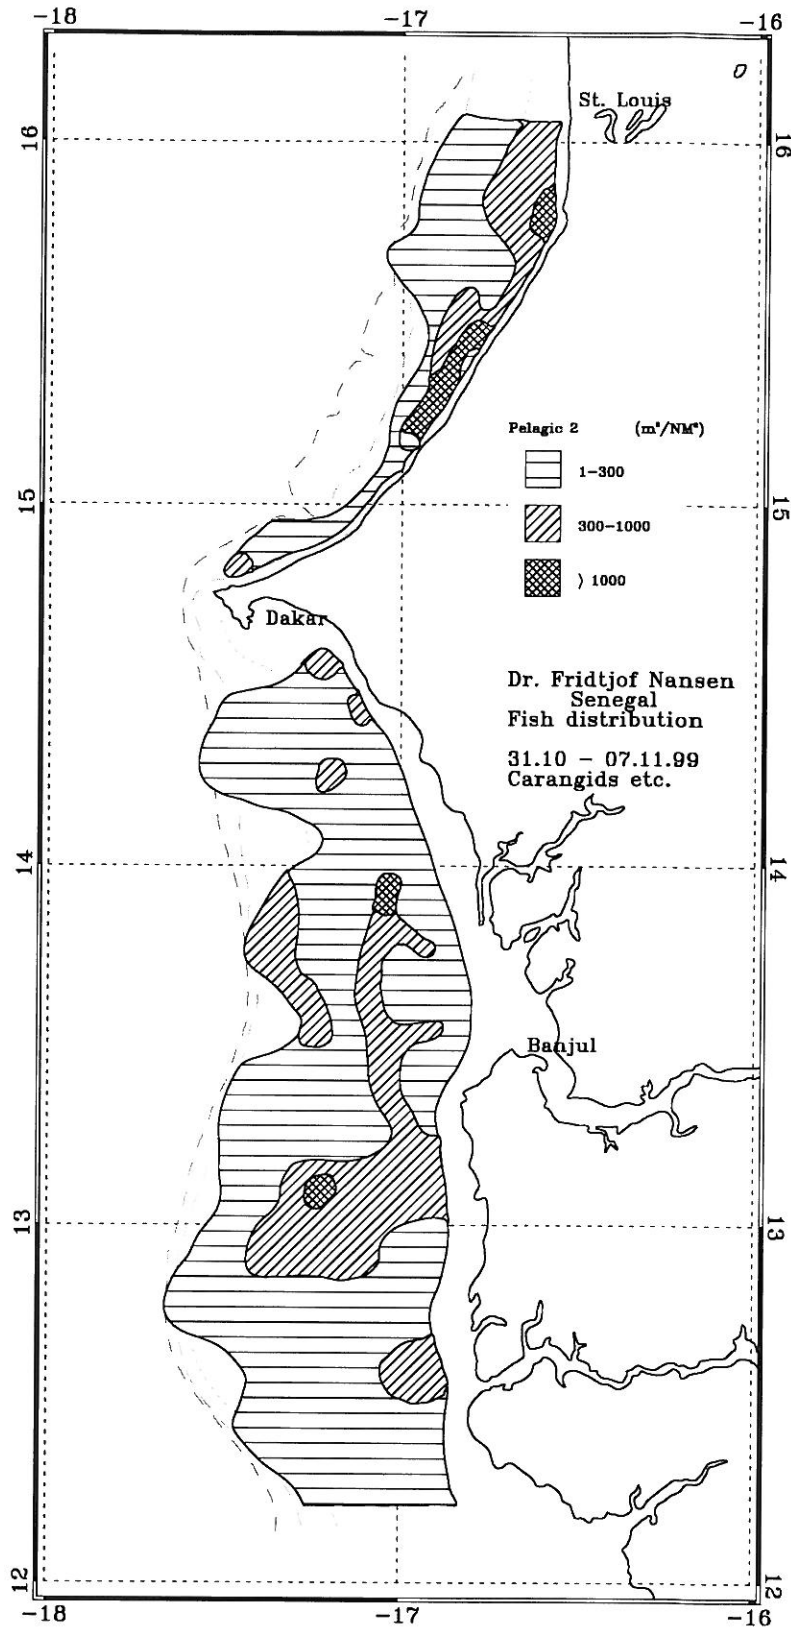 -18 -17 -16
16 16
St. Louis
Pelagic 2 (m²/NM²)
1-300
15 15
300-1000
⟩ 1000
Dakar
Dr. Fridtjof Nansen
Senegal
Fish distribution
31.10 - 07.11.99
Carangids etc.
14 14
Banjul
13 13
12 12
-18 -17 -16